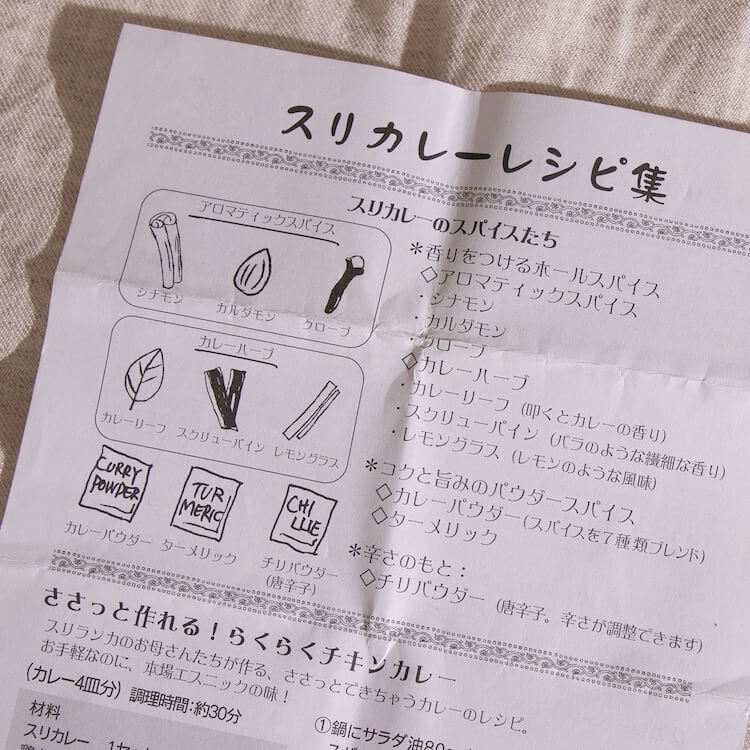 スリカレーレシピ集
スリカレーのスパイスたち
アロマティックスパイス
シナモン
カルダモン
クローブ
カレーハーブ
カレーリーフ
スクリューパイン
レモングラス
CURRY
POWDER
カレーパウダー
TUR
MERIC
ターメリック
CHI
LLIE
チリパウダー
(唐辛子)
＊香りをつけるホールスパイス
◇アロマティックスパイス
・シナモン
・カルダモン
・クローブ
◇カレーハーブ
・カレーリーフ（叩くとカレーの香り）
・スクリューパイン（バラのような繊細な香り）
・レモングラス（レモンのような風味）
＊コクと旨みのパウダースパイス
◇カレーパウダー（スパイスを７種類ブレンド）
◇ターメリック
＊辛さのもと：
◇チリパウダー（唐辛子。辛さが調整できます）
ささっと作れる！らくらくチキンカレー
スリランカのお母さんたちが作る、ささっとできちゃうカレーのレシピ。
お手軽なのに、本場エスニックの味！
(カレー4皿分) 調理時間：約30分
材料
スリカレー 1セット
①鍋にサラダ油80